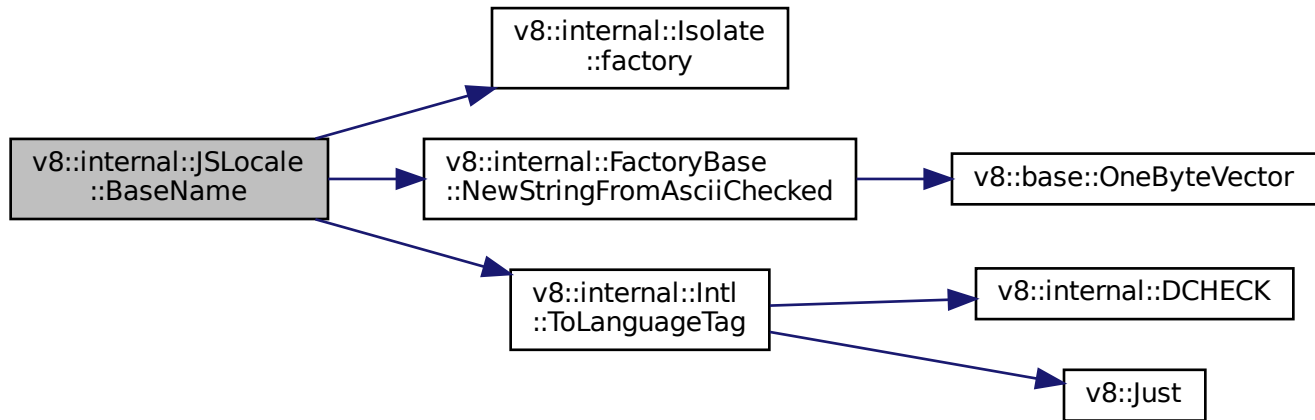 v8::internal::Isolate
::factory
v8::internal::JSLocale
::BaseName
v8::internal::FactoryBase
::NewStringFromAsciiChecked
v8::base::OneByteVector
v8::internal::Intl
::ToLanguageTag
v8::internal::DCHECK
v8::Just